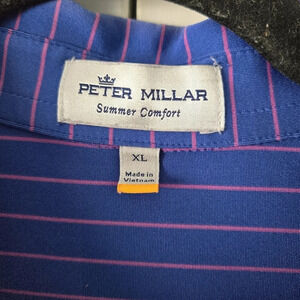 PETER MILLAR
Summer Comfort
XL
Made in
Vietnam